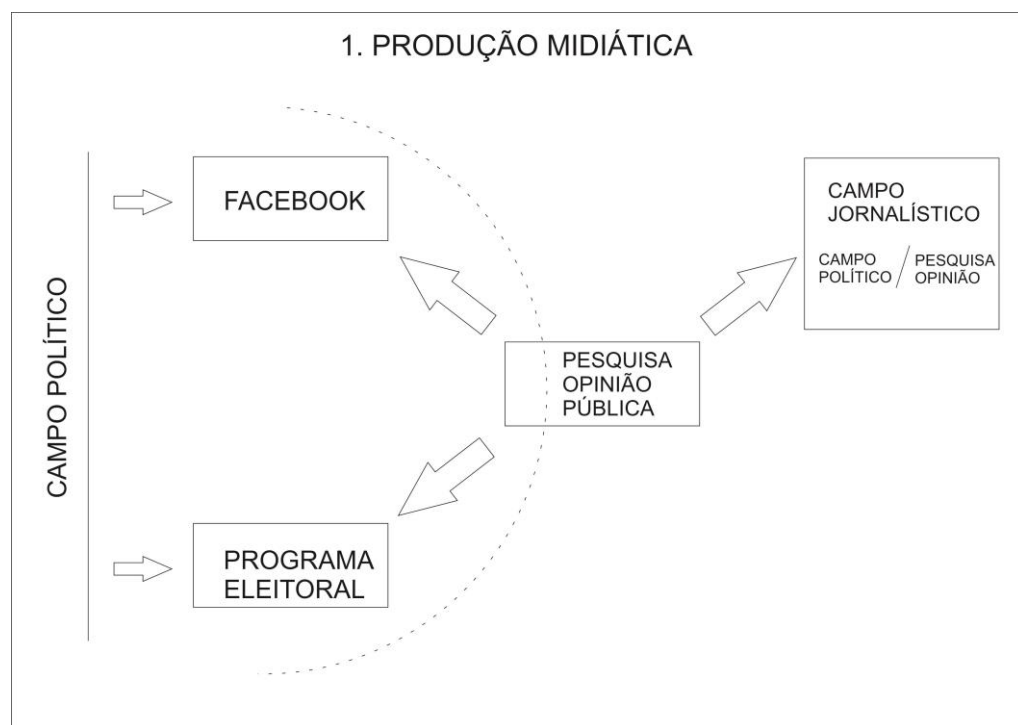 1. PRODUÇÃO MIDIÁTICA
CAMPO POLÍTICO
FACEBOOK
PROGRAMA
ELEITORAL
PESQUISA
OPINIÃO
PÚBLICA
CAMPO
JORNALÍSTICO
CAMPO
POLÍTICO
/
PESQUISA
OPINIÃO